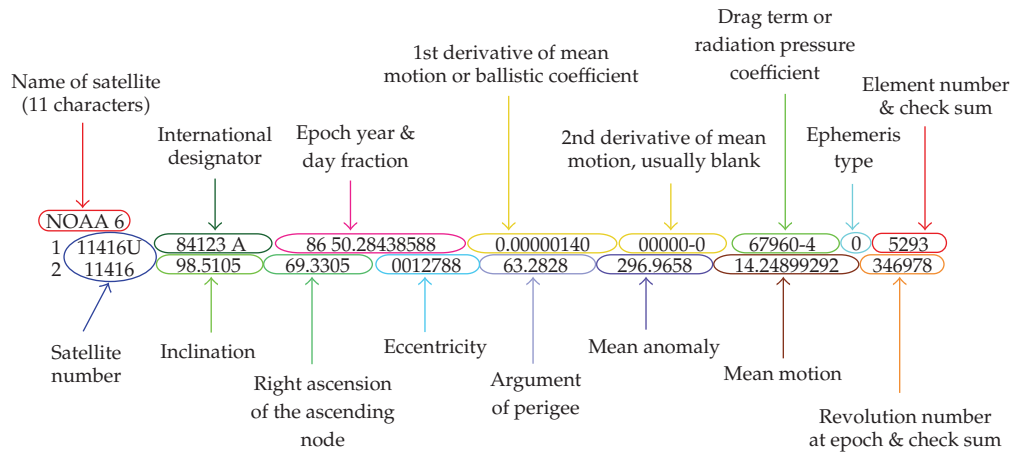 Name of satellite
(11 characters)
International
designator
Epoch year &
day fraction
1st derivative of mean
motion or ballistic coefficient
2nd derivative of mean
motion, usually blank
Drag term or
radiation pressure
coefficient
Ephemeris
type
Element number
& check sum
NOAA 6
1 11416U 84123 A 86 50.28438588 0.00000140 00000-0 67960-4 0 5293
2 11416 98.5105 69.3305 0012788 63.2828 296.9658 14.24899292 346978
Satellite
number
Inclination
Right ascension
of the ascending
node
Eccentricity
Argument
of perigee
Mean anomaly
Mean motion
Revolution number
at epoch & check sum